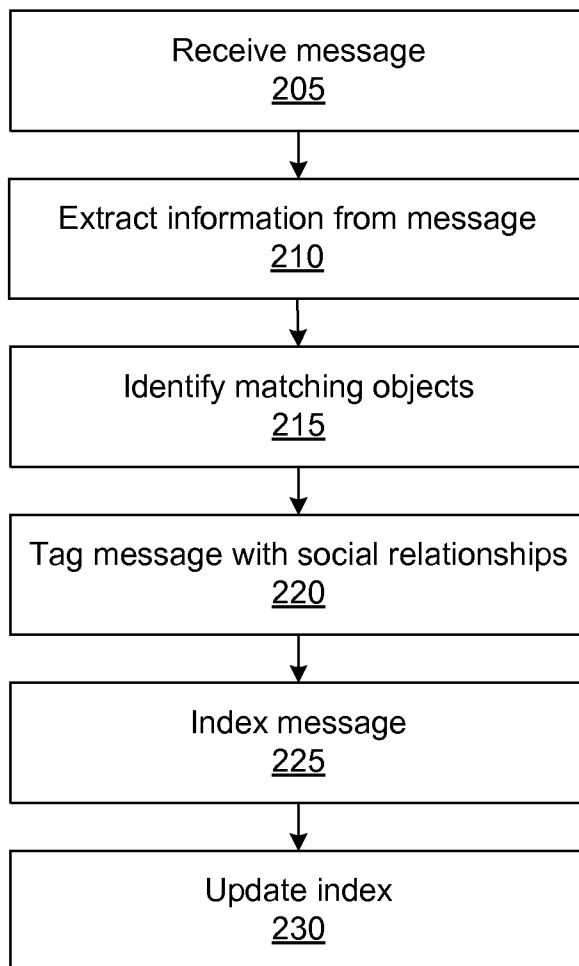 Receive message
205
Extract information from message
210
Identify matching objects
215
Tag message with social relationships
220
Index message
225
Update index
230